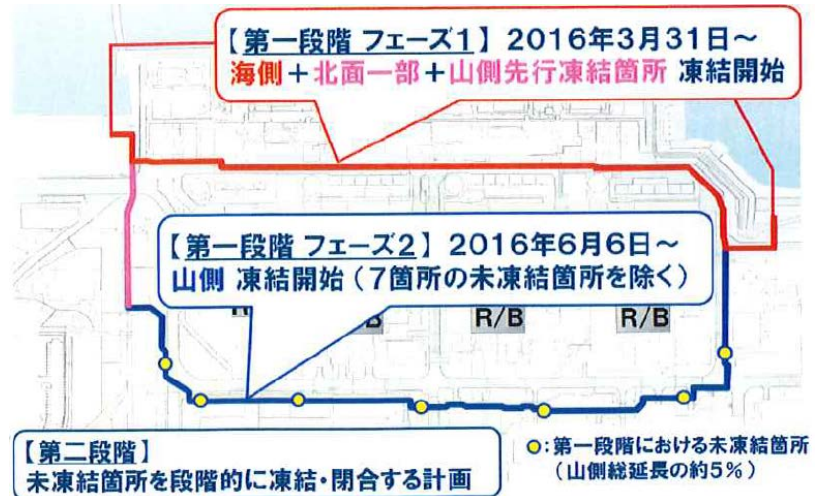 【第一段階 フェーズ1】 2016年3月31日～
海側＋北面一部＋山側先行凍結箇所 凍結開始
【第一段階 フェーズ2】 2016年6月6日～
山側 凍結開始（7箇所の未凍結箇所を除く）
R/B
R/B
【第二段階】
未凍結箇所を段階的に凍結・閉合する計画
：第一段階における未凍結箇所
（山側総延長の約5％）